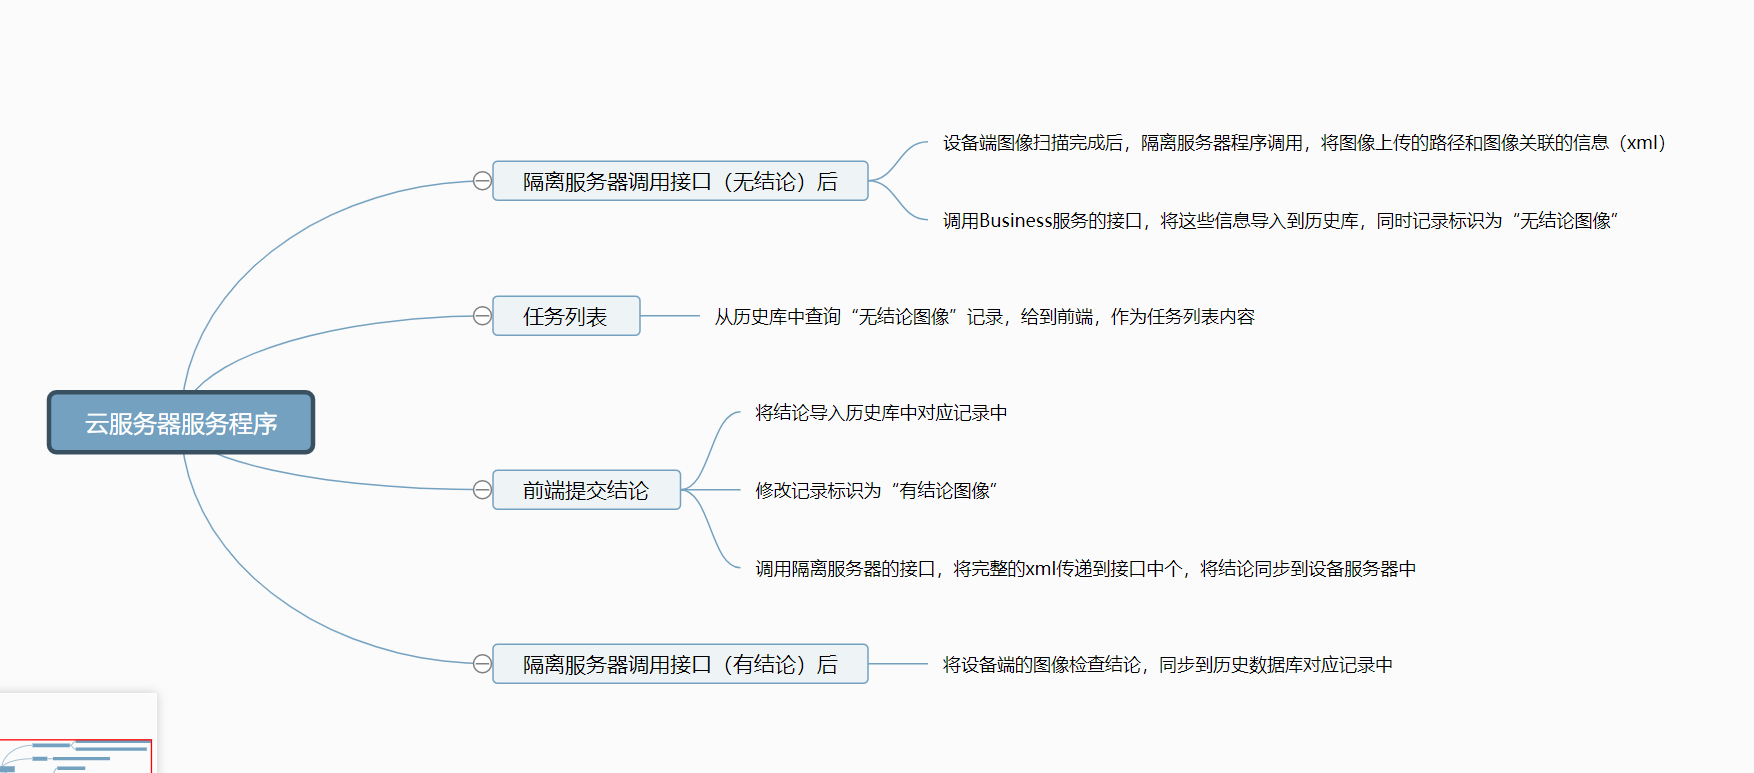 云服务器服务程序
隔离服务器调用接口（无结论）后
设备端图像扫描完成后，隔离服务器程序调用，将图像上传的路径和图像关联的信息（xml）
调用Business服务的接口，将这些信息导入到历史库，同时记录标识为“无结论图像”
任务列表
从历史库中查询“无结论图像”记录，给到前端，作为任务列表内容
前端提交结论
将结论导入历史库中对应记录中
修改记录标识为“有结论图像”
调用隔离服务器的接口，将完整的xml传递到接口中个，将结论同步到设备服务器中
隔离服务器调用接口（有结论）后
将设备端的图像检查结论，同步到历史数据库对应记录中